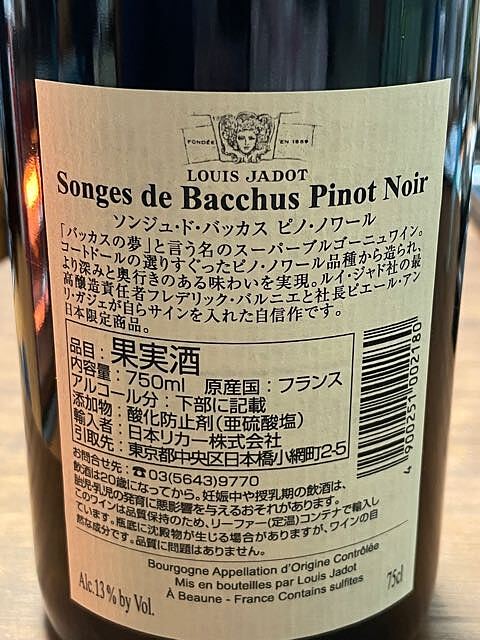 FONDÉE EN 1859
LOUIS JADOT
Songes de Bacchus Pinot Noir
ソンジュ・ド・バッカス ピノ・ノワール
「バッカスの夢」と言う名のスーパーブルゴーニュワイン。
コートドールの選りすぐったピノ・ノワール品種から造られ、
より深みと奥行きのある味わいを実現。ルイ・ジャド社の最
高醸造責任者フレデリック・バルニエと社長ピエール・アン
リ・ガジェが自らサインを入れた自信作です。
日本限定商品。
品目：果実酒
内容量：750ml 原産国：フランス
アルコール分：下部に記載
添加物：酸化防止剤(亜硫酸塩)
輸入者：日本リカー株式会社
引取先：東京都中央区日本橋小網町2-5
4 900251 002180
お問合せ先：☎03(5643)9770
飲酒は20歳になってから。妊娠中や授乳期の飲酒は、
胎児・乳児の発育に悪影響を与えるおそれがあります。
このワインは品質保持のため、リーファー(定温)コンテナで輸入し
ています。瓶底に沈殿物が生じる場合がありますが、ワインの自
然な成分です。品質に問題はありません。
Bourgogne Appellation d'Origine Contrôlée
Mis en bouteilles par Louis Jadot
À Beaune - France Contains sulfites
Alc.13% by Vol.
75cl